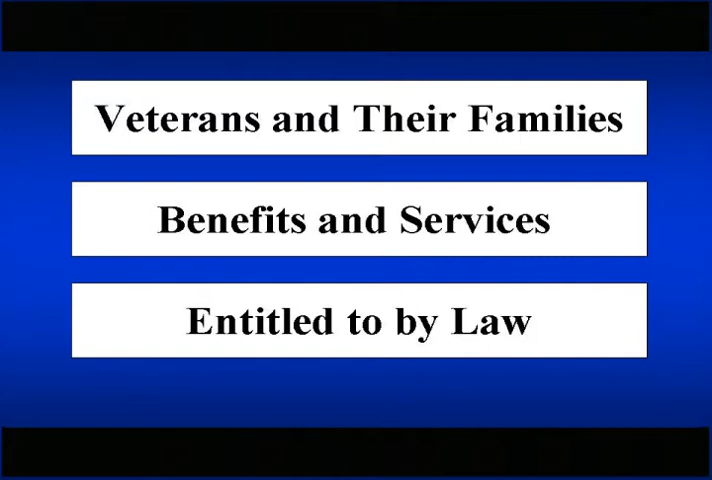 Veterans and Their Families
Benefits and Services
Entitled to by Law